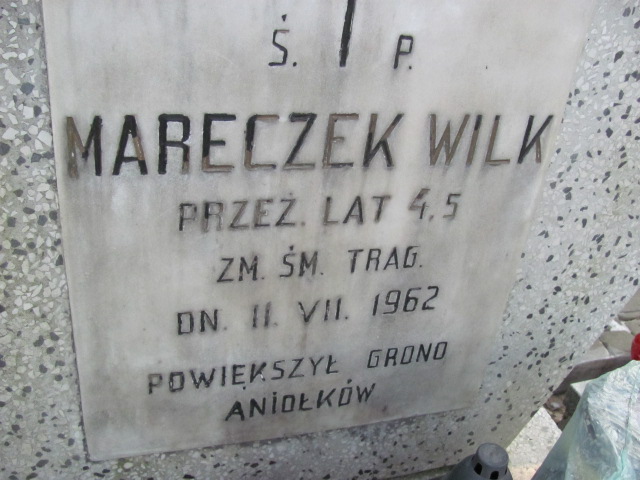 Ś. P.
MARECZEK WILK
PRZEŻ. LAT 4,5
ZM. ŚM. TRAG.
DN. 11. VII. 1962
POWIĘKSZYŁ GRONO
ANIOŁKÓW